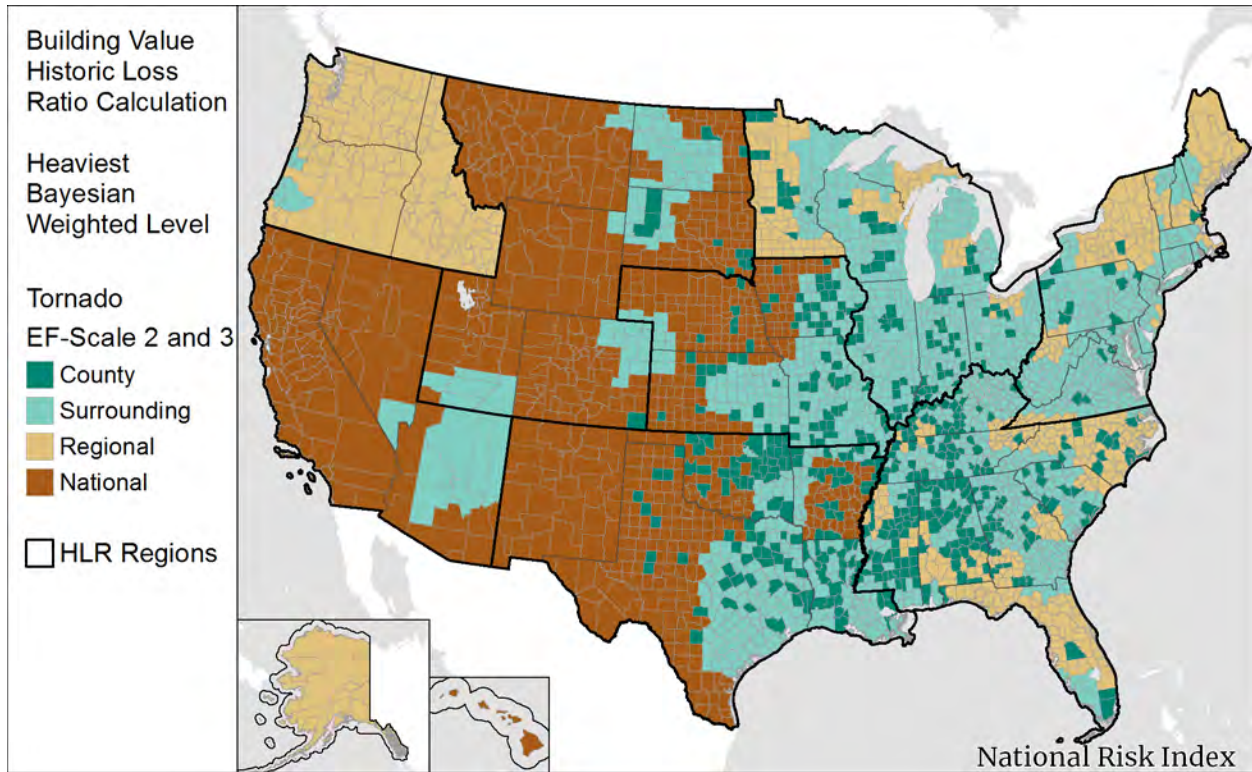 Building Value
Historic Loss
Ratio Calculation
Heaviest
Bayesian
Weighted Level
Tornado
EF-Scale 2 and 3
County
Surrounding
Regional
National
HLR Regions
National Risk Index